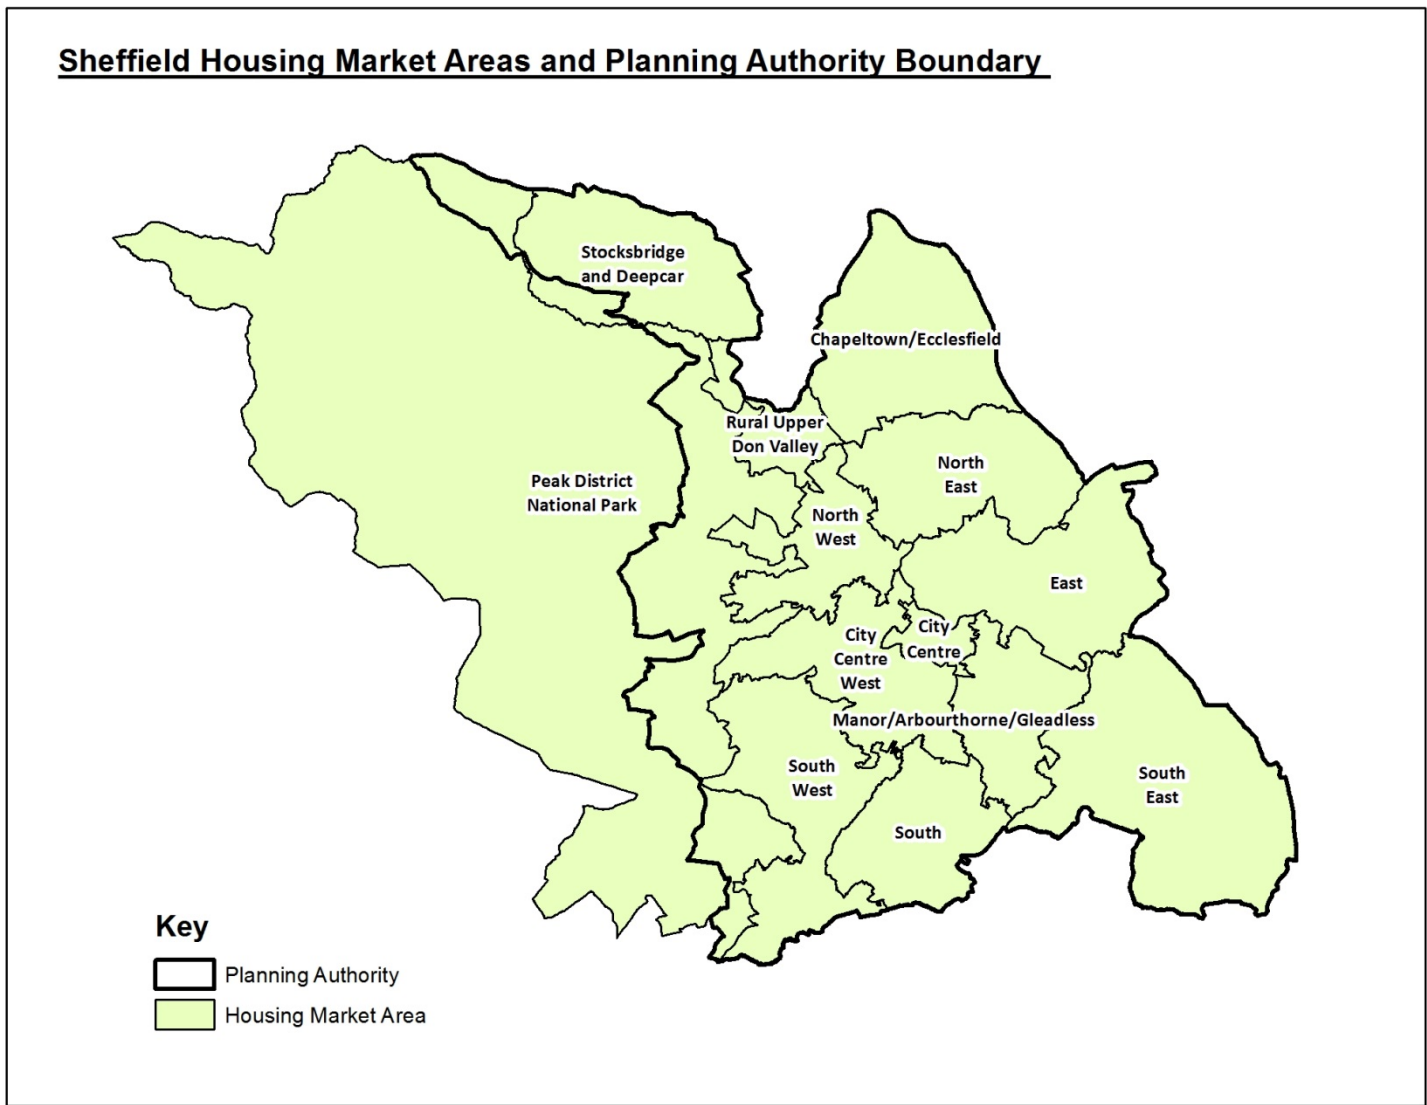 Sheffield Housing Market Areas and Planning Authority Boundary
Stocksbridge
and Deepcar
Chapeltown/Ecclesfield
Rural Upper
Don Valley
North
East
Peak District
National Park
North
West
East
City
Centre
City
Centre
West
Manor/Arbourthorne/Gleadless
South
West
South
East
South
Key
Planning Authority
Housing Market Area